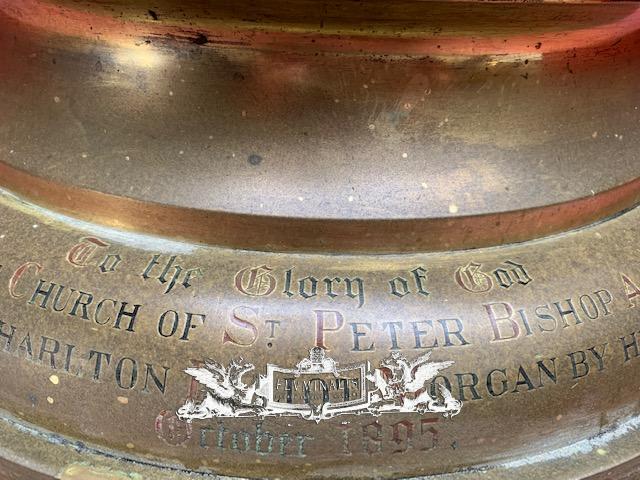 To the Glory of God
CHURCH OF ST PETER BISHOP A
HARLTON ORGAN BY H
October 1895.